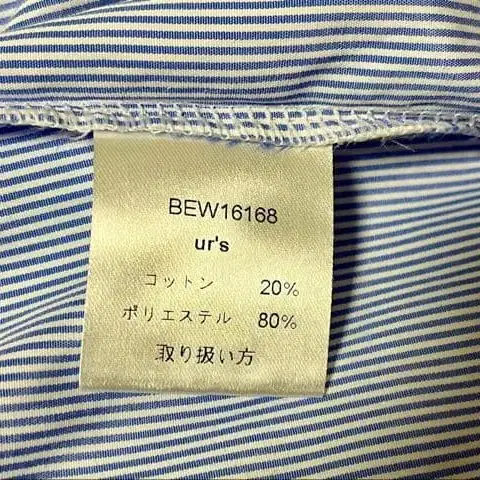 BEW16168
ur's
コットン 20%
ポリエステル 80%
取り扱い方